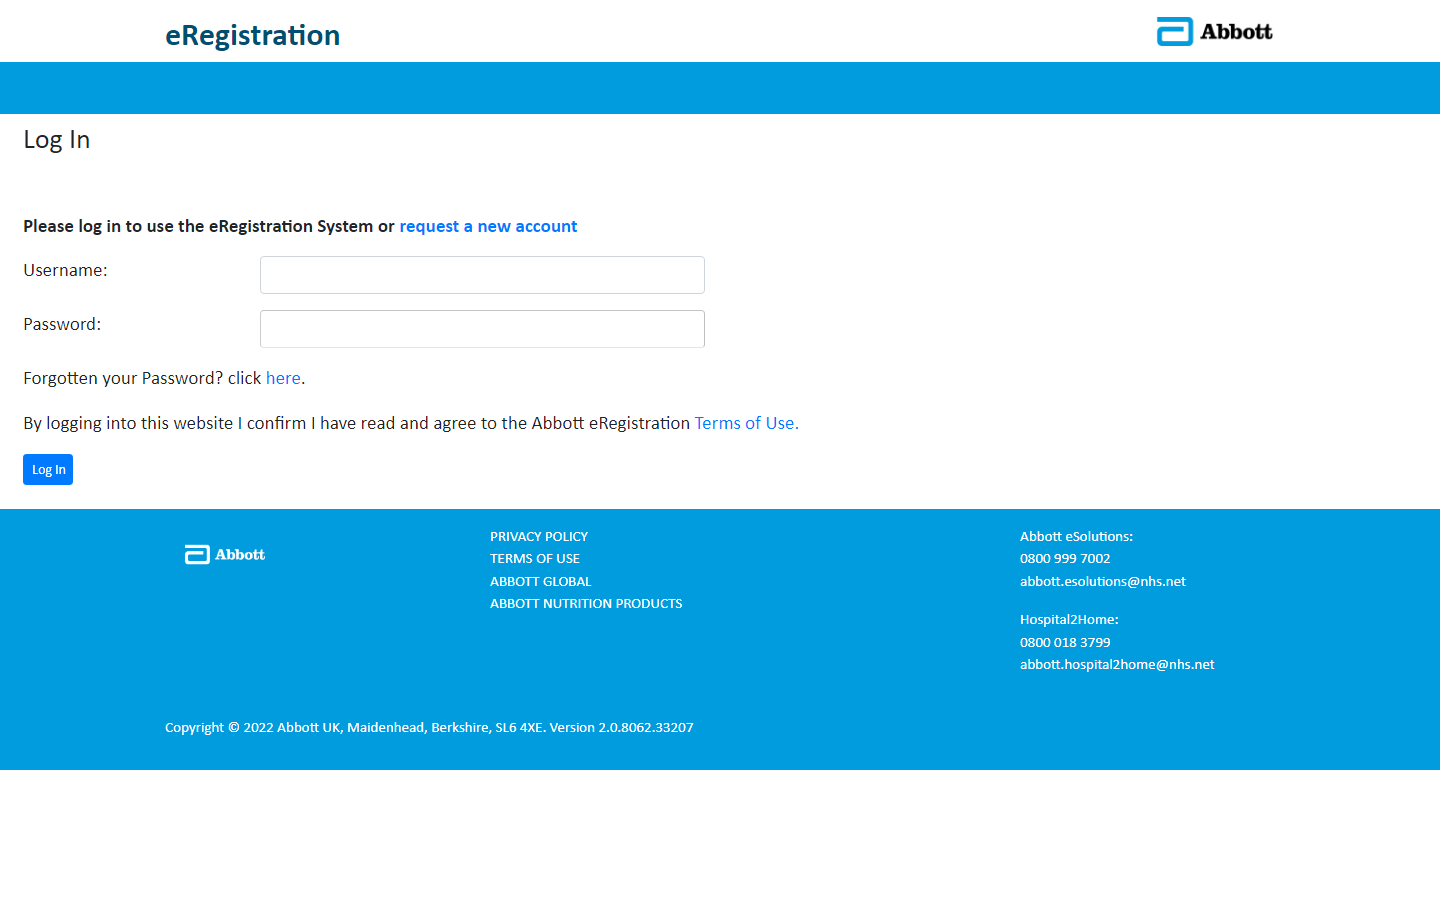 eRegistration
Abbott
Log In
Please log in to use the eRegistration System or request a new account
Username:
Password:
Forgotten your Password? click here.
By logging into this website I confirm I have read and agree to the Abbott eRegistration Terms of Use.
Log In
Abbott
PRIVACY POLICY
TERMS OF USE
ABBOTT GLOBAL
ABBOTT NUTRITION PRODUCTS
Abbott eSolutions:
0800 999 7002
abbott.esolutions@nhs.net
Hospital2Home:
0800 018 3799
abbott.hospital2home@nhs.net
Copyright © 2022 Abbott UK, Maidenhead, Berkshire, SL6 4XE. Version 2.0.8062.33207